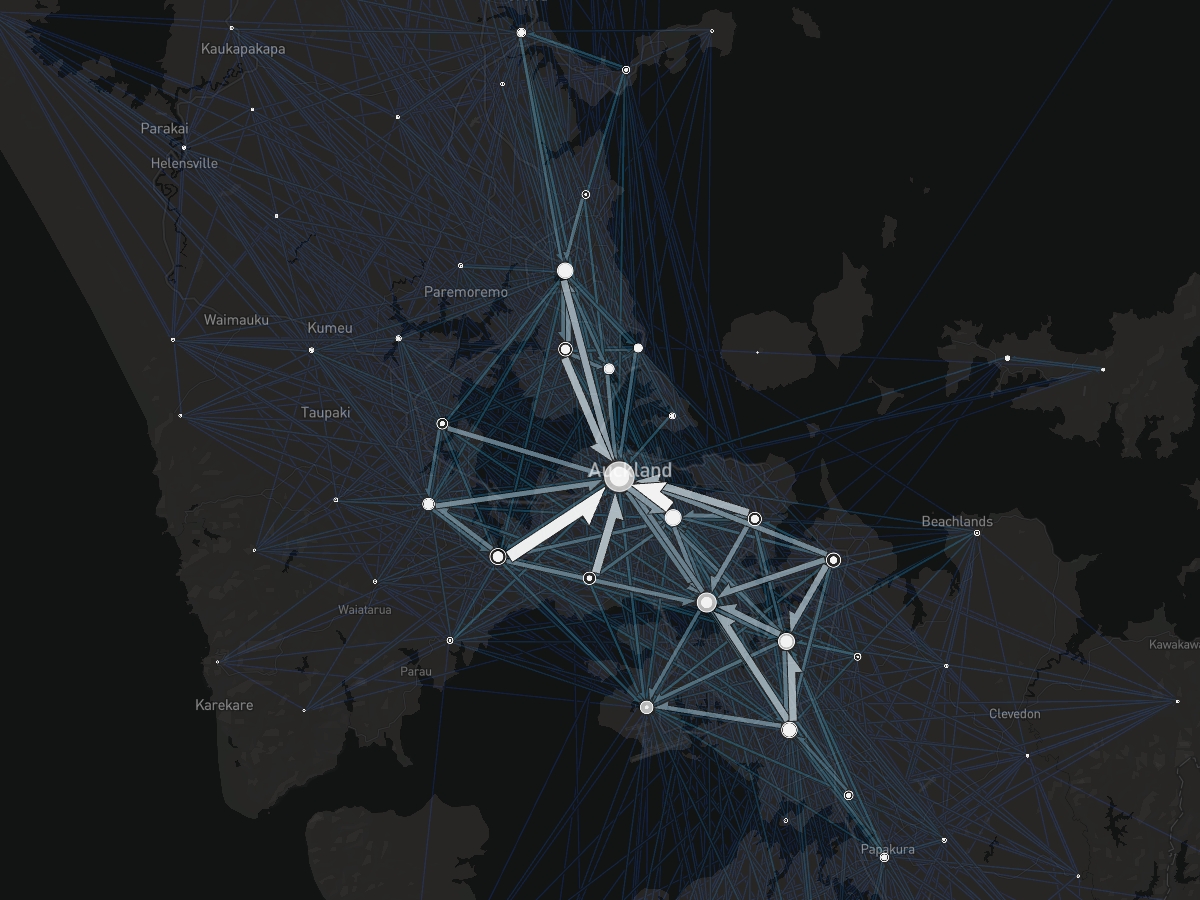 Kaukapakapa
Parakai
Helensville
Paremoremo
Waimauku
Kumeu
Taupaki
Auckland
Beachlands
Waiatarua
Kawakawa
Parau
Karekare
Clevedon
Papakura